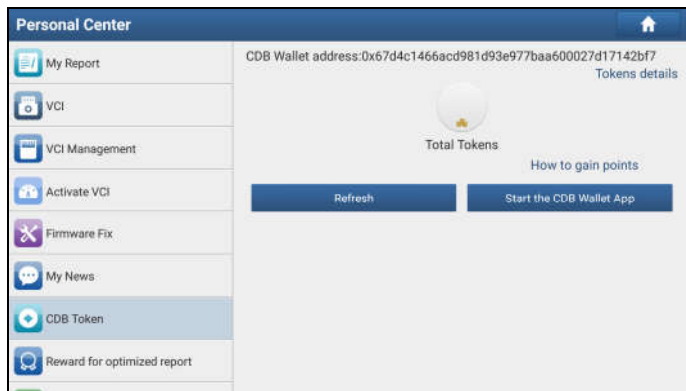 Personal Center
My Report
VCI
VCI Management
Activate VCI
Firmware Fix
My News
CDB Token
Reward for optimized report
CDB Wallet address:0x67d4c1466acd981d93e977baa600027d17142bf7
Tokens details
Total Tokens
How to gain points
Refresh
Start the CDB Wallet App